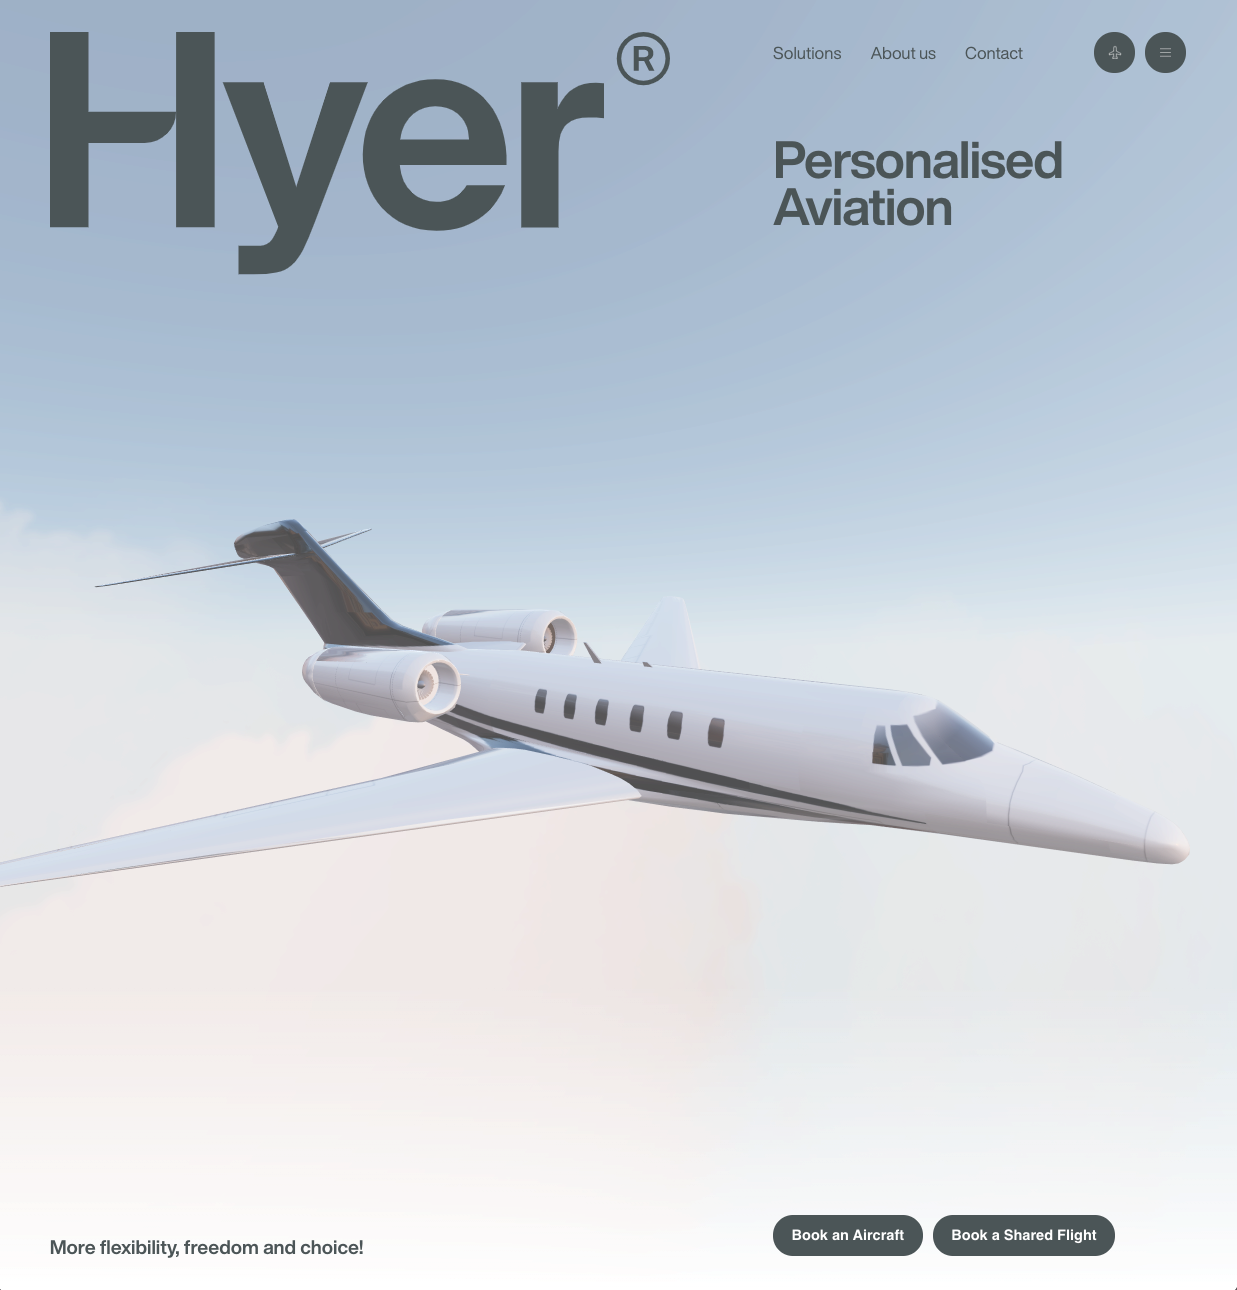 Hyer®
Solutions About us Contact
Personalised
Aviation
More flexibility, freedom and choice!
Book an Aircraft Book a Shared Flight